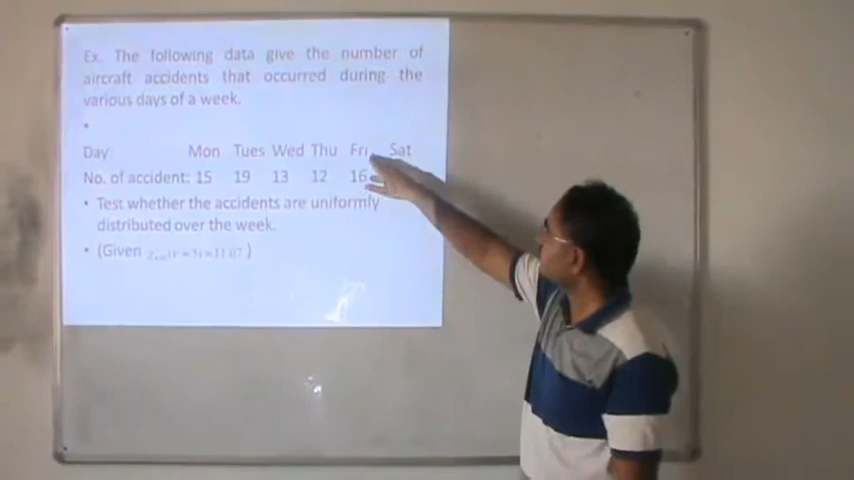 Ex. The following data give the number of
aircraft accidents that occurred during the
various days of a week.
•
Day: Mon Tues Wed Thu Fri Sat
No. of accident: 15 19 13 12 16
• Test whether the accidents are uniformly
distributed over the week.
• (Given )